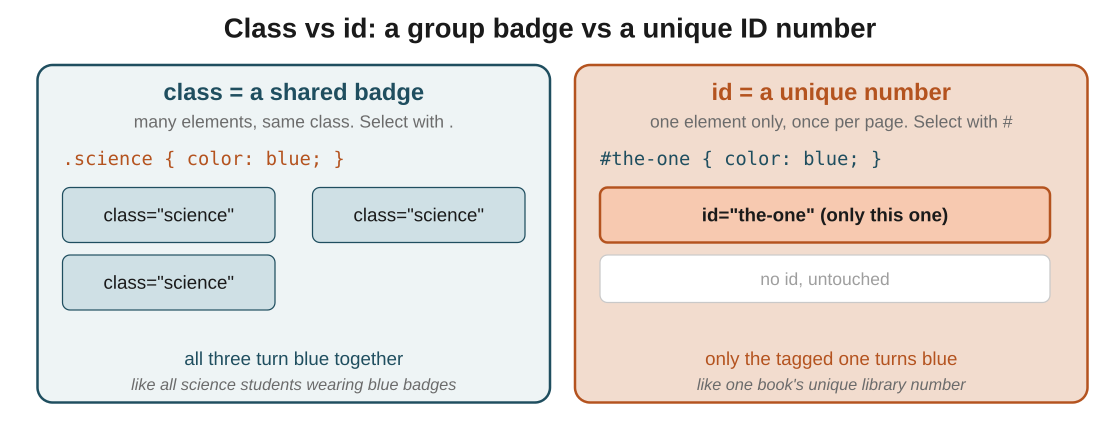 Class vs id: a group badge vs a unique ID number
class = a shared badge
many elements, same class. Select with .
.science { color: blue; }
class="science"
class="science"
class="science"
all three turn blue together
like all science students wearing blue badges
id = a unique number
one element only, once per page. Select with #
#the-one { color: blue; }
id="the-one" (only this one)
no id, untouched
only the tagged one turns blue
like one book's unique library number